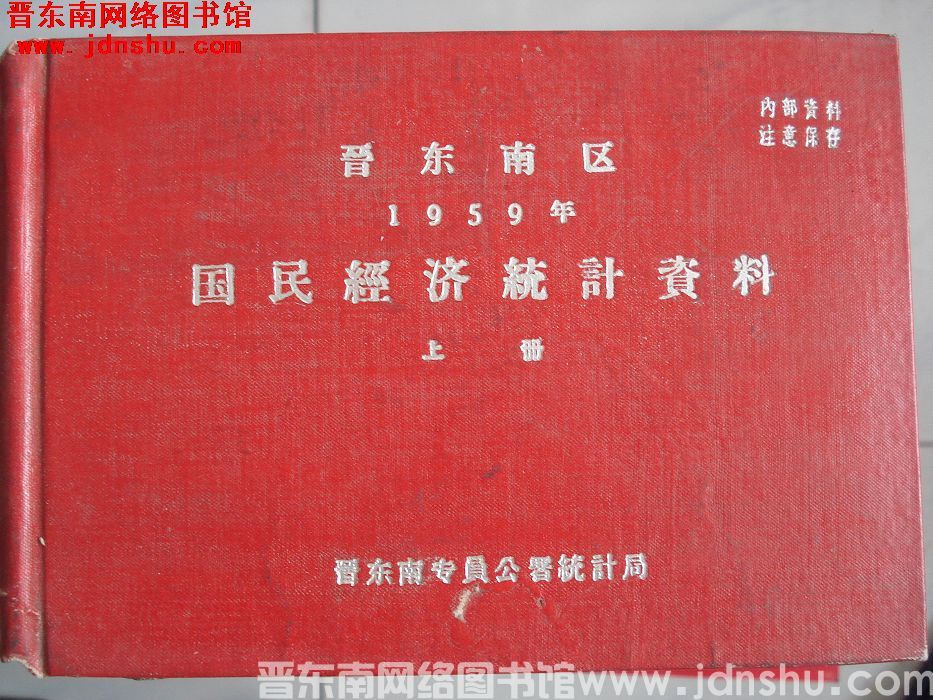 晋东南网络图书馆
www.jdnshu.com
內部資料
注意保存
晉东南区
1959年
国民經济統計資料
上册
晉东南专員公署統計局
晋东南网络图书馆www.jdnshu.com